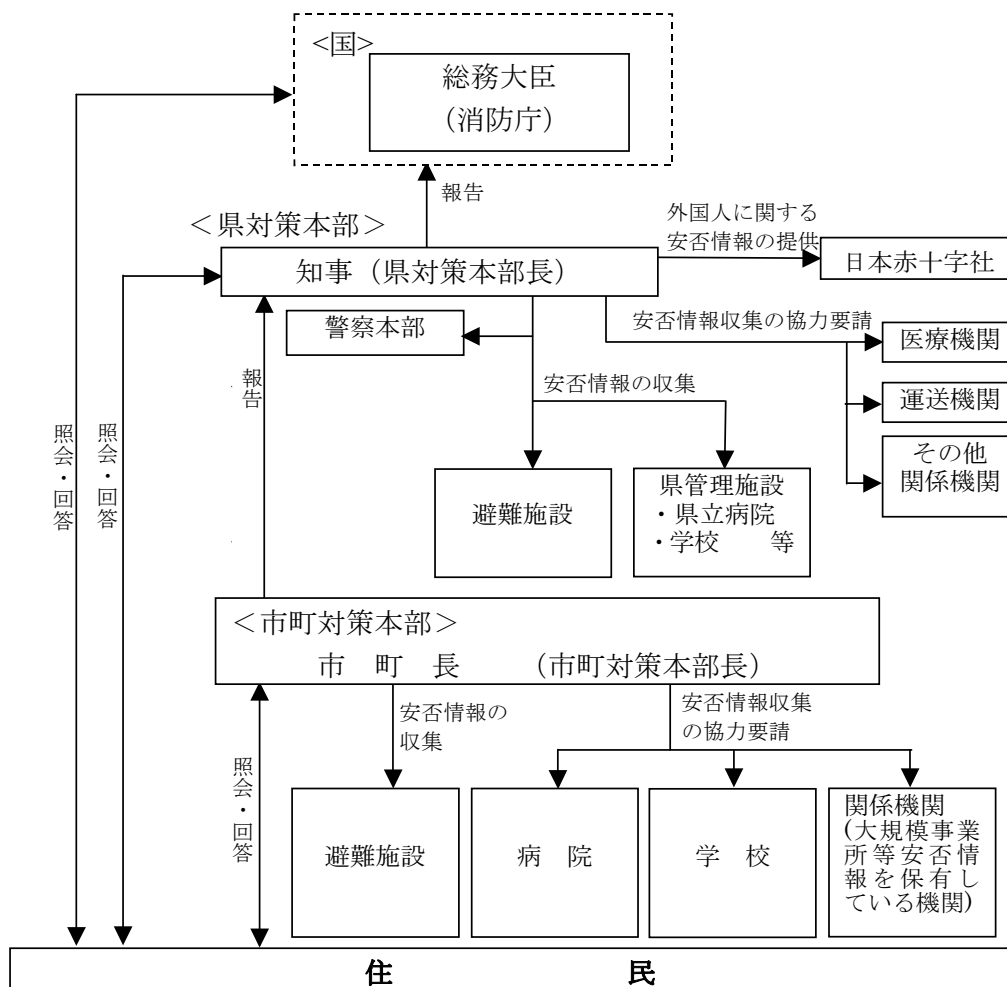 <国>
総務大臣
（消防庁）
報告
＜県対策本部＞
外国人に関する
安否情報の提供
知事（県対策本部長）
日本赤十字社
警察本部
安否情報収集の協力要請
医療機関
報告
安否情報の収集
運送機関
照会・回答
照会・回答
その他
関係機関
避難施設
県管理施設
・県立病院
・学校　　等
＜市町対策本部＞
市　町　長　　（市町対策本部長）
安否情報の
収集
安否情報収集
の協力要請
照会・回答
避難施設
病　院
学　校
関係機関
(大規模事業
所等安否情
報を保有し
ている機関)
住　　　民